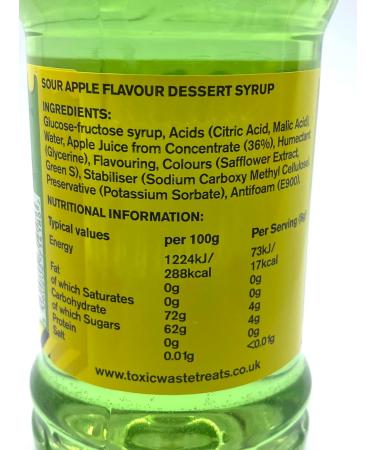 SOUR APPLE FLAVOUR DESSERT SYRUP
INGREDIENTS:
Glucose-fructose syrup, Acids (Citric Acid, Malic Acid),
Water, Apple Juice from Concentrate (36%), Humectant
(Glycerine), Flavouring, Colours (Safflower Extract,
Green S), Stabiliser (Sodium Carboxy Methyl Cellulose),
Preservative (Potassium Sorbate), Antifoam (E900).
NUTRITIONAL INFORMATION:
Typical values per 100g Per Serving (6g)
Energy 1224kJ/ 73kJ/
288kcal 17kcal
Fat 0g 0g
of which Saturates 0g 0g
Carbohydrate 72g 4g
of which Sugars 62g 4g
Protein 0g 0g
Salt 0.01g <0.01g
www.toxicwastetreats.co.uk